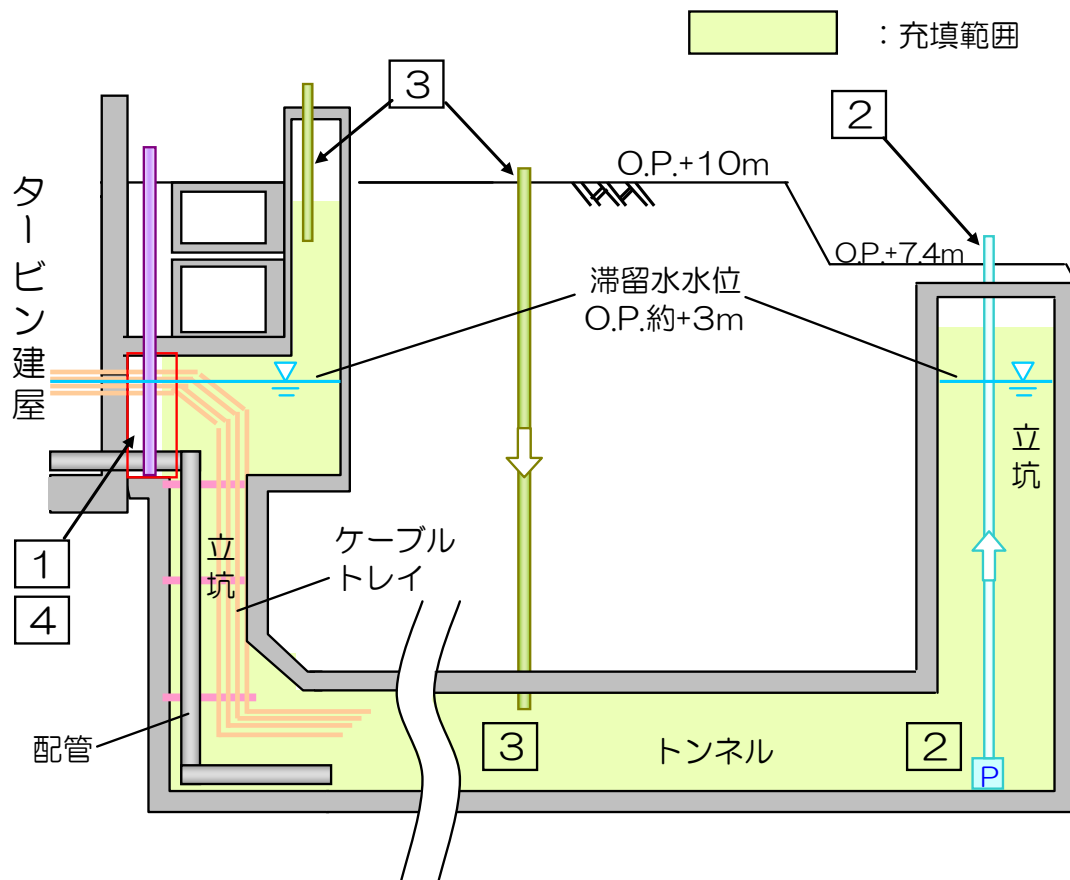 ：充填範囲
3
2
O.P.+10m
O.P.+7.4m
タービン建屋
滞留水水位
O.P.約+3m
立坑
1
4
立坑
ケーブル
トレイ
配管
3
トンネル
2
P